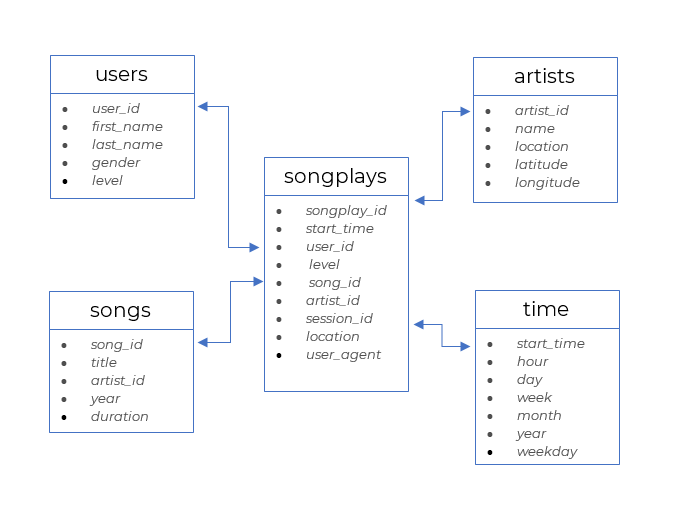 users
user_id
first_name
last_name
gender
level
artists
artist_id
name
location
latitude
longitude
songplays
songplay_id
start_time
user_id
level
song_id
artist_id
session_id
location
user_agent
songs
song_id
title
artist_id
year
duration
time
start_time
hour
day
week
month
year
weekday